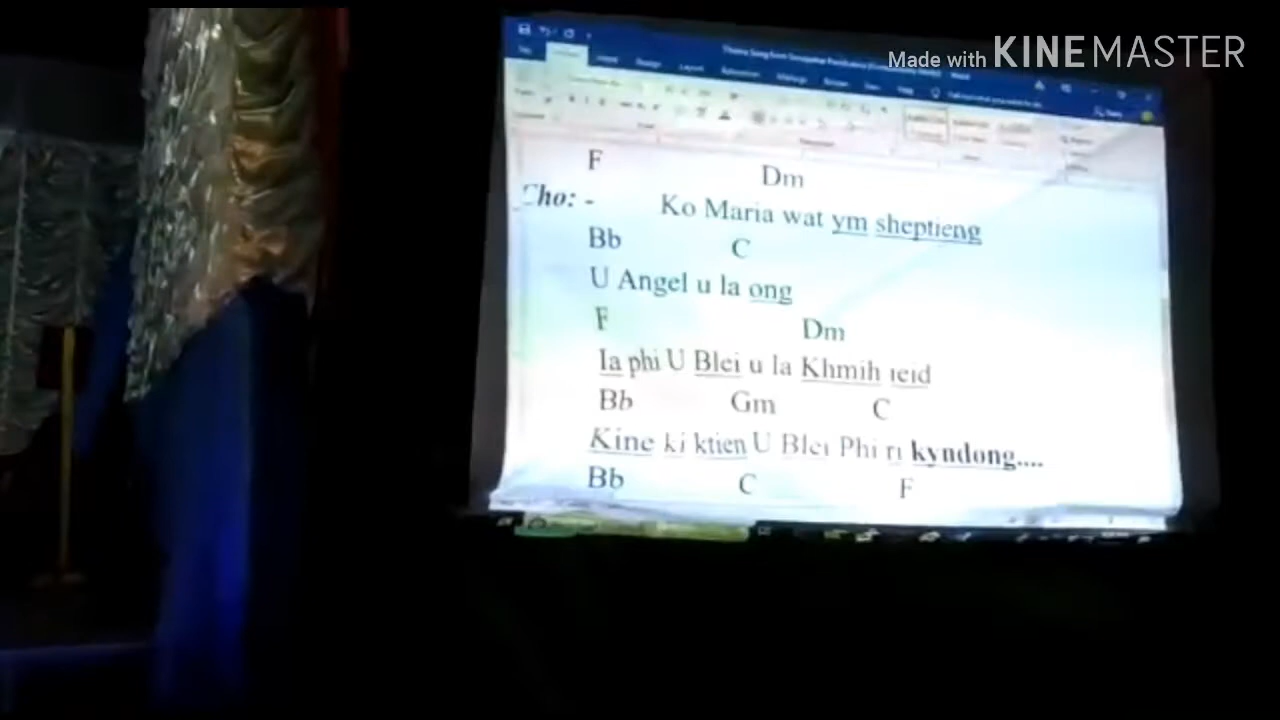 Made with KINEMASTER
F Dm
Cho: - Ko Maria wat ym sheptieng
Bb C
U Angel u la ong
F Dm
Ia phi U Blei u la Khmih ieid
Bb Gm C
Kine ki ktien U Blei Phi ri kyndong....
Bb C F